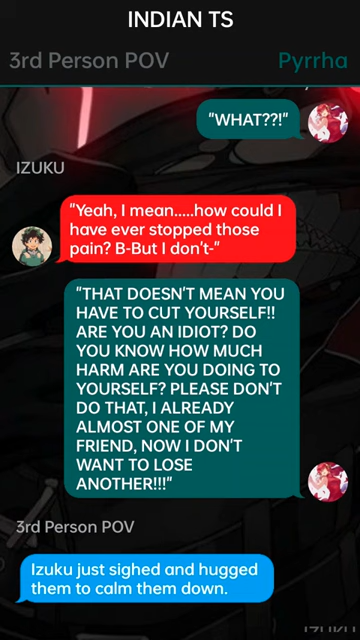 INDIAN TS
3rd Person POV
Pyrrha
"WHAT??!"
IZUKU
"Yeah, I mean.....how could I
have ever stopped those
pain? B-But I don't-"
"THAT DOESN'T MEAN YOU
HAVE TO CUT YOURSELF!!
ARE YOU AN IDIOT? DO
YOU KNOW HOW MUCH
HARM ARE YOU DOING TO
YOURSELF? PLEASE DON'T
DO THAT, I ALREADY
ALMOST ONE OF MY
FRIEND, NOW I DON'T
WANT TO LOSE
ANOTHER!!!"
3rd Person POV
Izuku just sighed and hugged
them to calm them down.